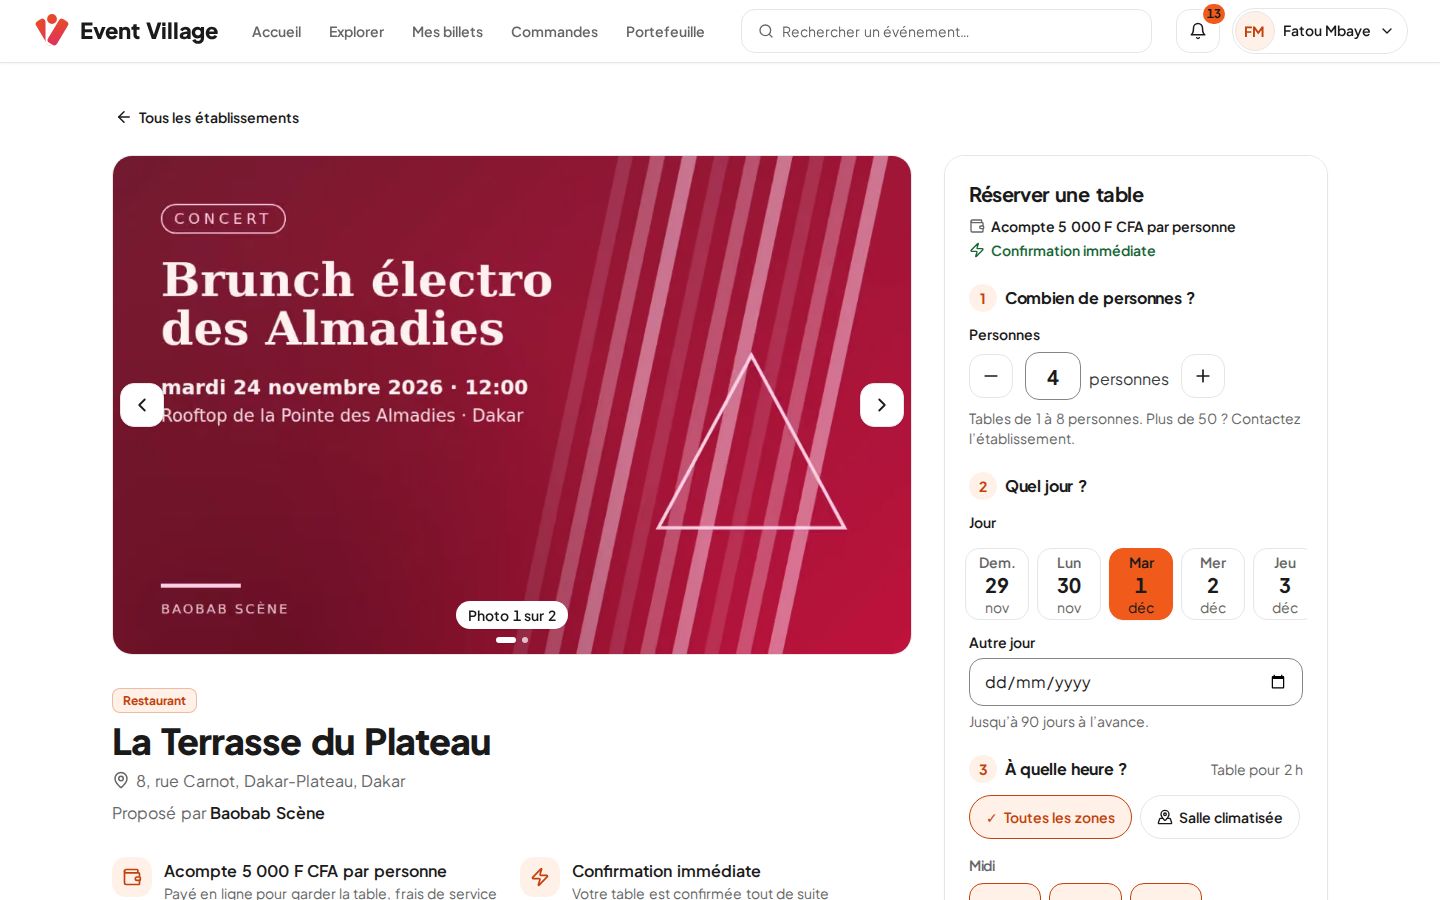 Event Village
Accueil
Explorer
Mes billets
Commandes
Portefeuille
Rechercher un événement...
13
FM
Fatou Mbaye
Tous les établissements
CONCERT
Brunch électro
des Almadies
mardi 24 novembre 2026 · 12:00
Rooftop de la Pointe des Almadies · Dakar
BAOBAB SCÈNE
Photo 1 sur 2
Restaurant
La Terrasse du Plateau
8, rue Carnot, Dakar-Plateau, Dakar
Proposé par Baobab Scène
Acompte 5 000 F CFA par personne
Payé en ligne pour garder la table, frais de service
Confirmation immédiate
Votre table est confirmée tout de suite
Réserver une table
Acompte 5 000 F CFA par personne
Confirmation immédiate
1 Combien de personnes ?
Personnes
4 personnes
Tables de 1 à 8 personnes. Plus de 50 ? Contactez
l'établissement.
2 Quel jour ?
Jour
Dem. 29 nov
Lun 30 nov
Mar 1 déc
Mer 2 déc
Jeu 3 déc
Autre jour
dd/mm/yyyy
Jusqu'à 90 jours à l'avance.
3 À quelle heure ?
Table pour 2 h
✓ Toutes les zones
Salle climatisée
Midi